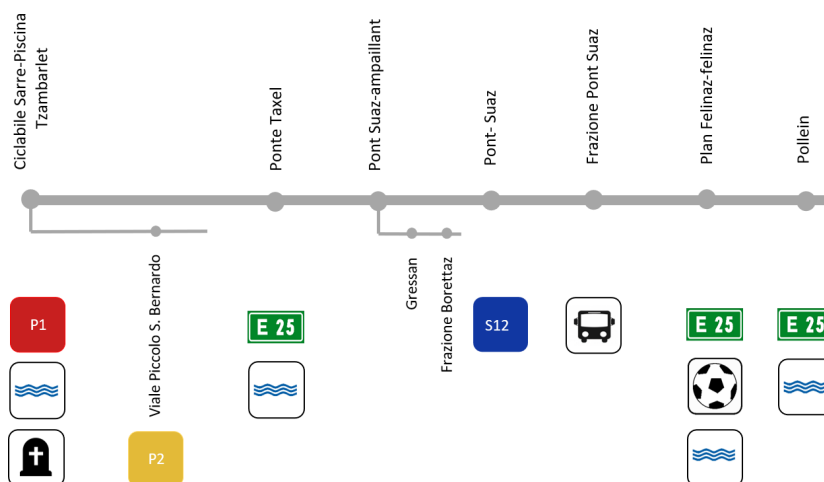 Ciclabile Sarre-Piscina
Tzambarlet
Ponte Taxel
Pont Suaz-ampaillant
Pont- Suaz
Frazione Pont Suaz
Plan Felinaz-felinaz
Pollein
Viale Piccolo S. Bernardo
Gressan
Frazione Borettaz
P1
E 25
S12
E 25
E 25
P2